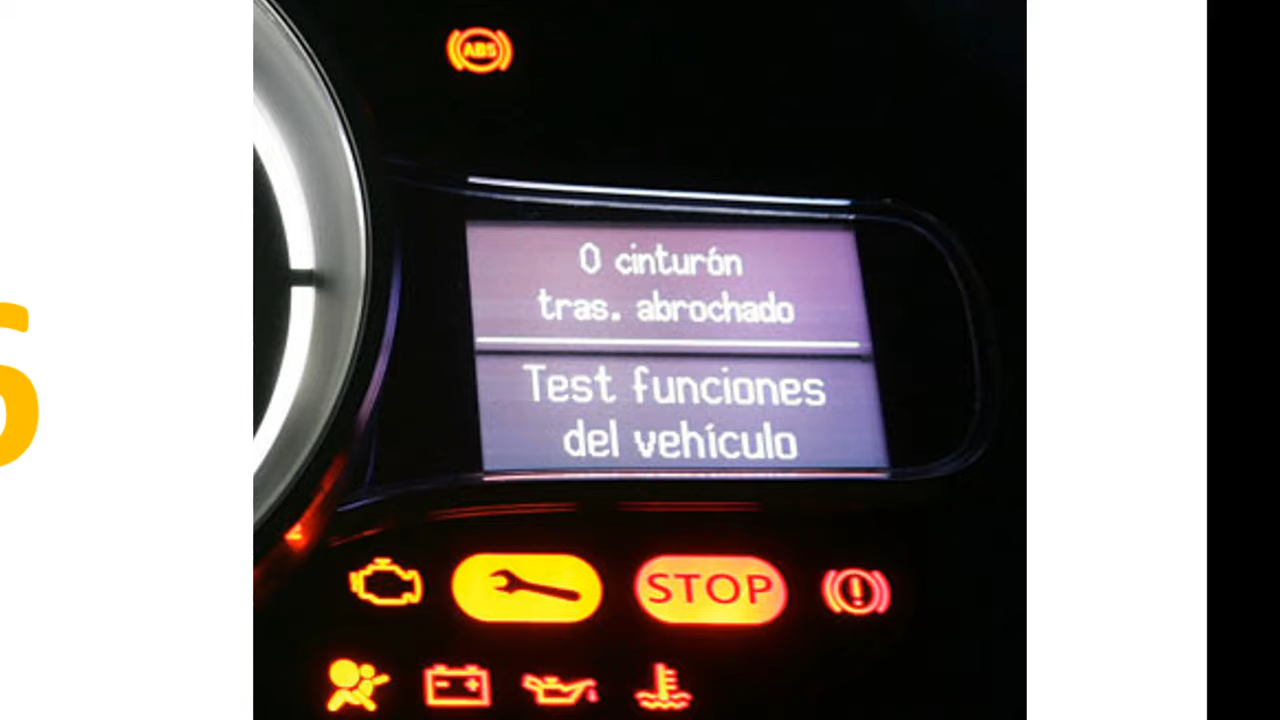 ABS
0 cinturón
tras. abrochado
Test funciones
del vehículo
STOP